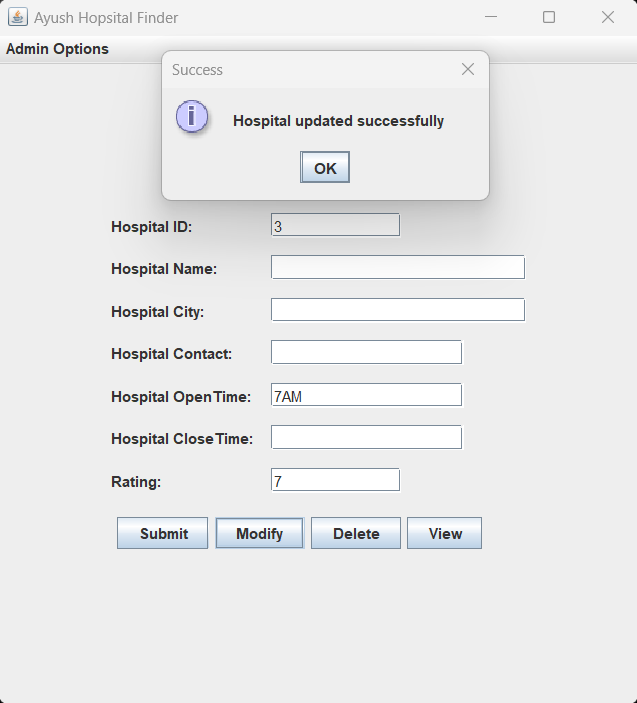 Ayush Hopsital Finder
Admin Options
Success
Hospital updated successfully
OK
Hospital ID: 3
Hospital Name:
Hospital City:
Hospital Contact:
Hospital OpenTime: 7AM
Hospital CloseTime:
Rating: 7
Submit Modify Delete View